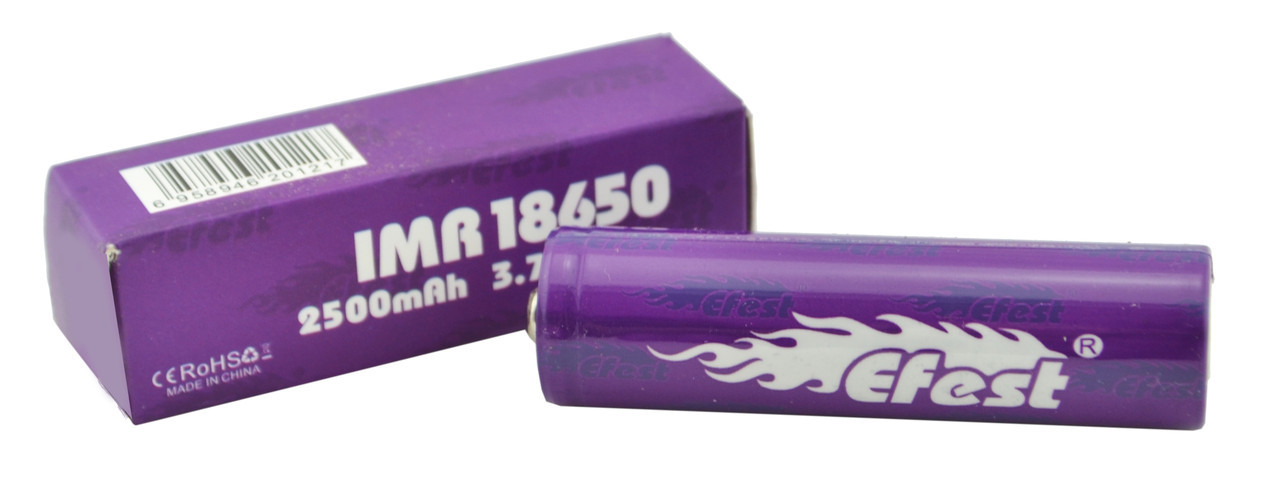 6 958946 201217
IMR 18650
2500mAh 3.7
CE RoHS
MADE IN CHINA
Efest
Efest
Efest
Efest
Efest ®